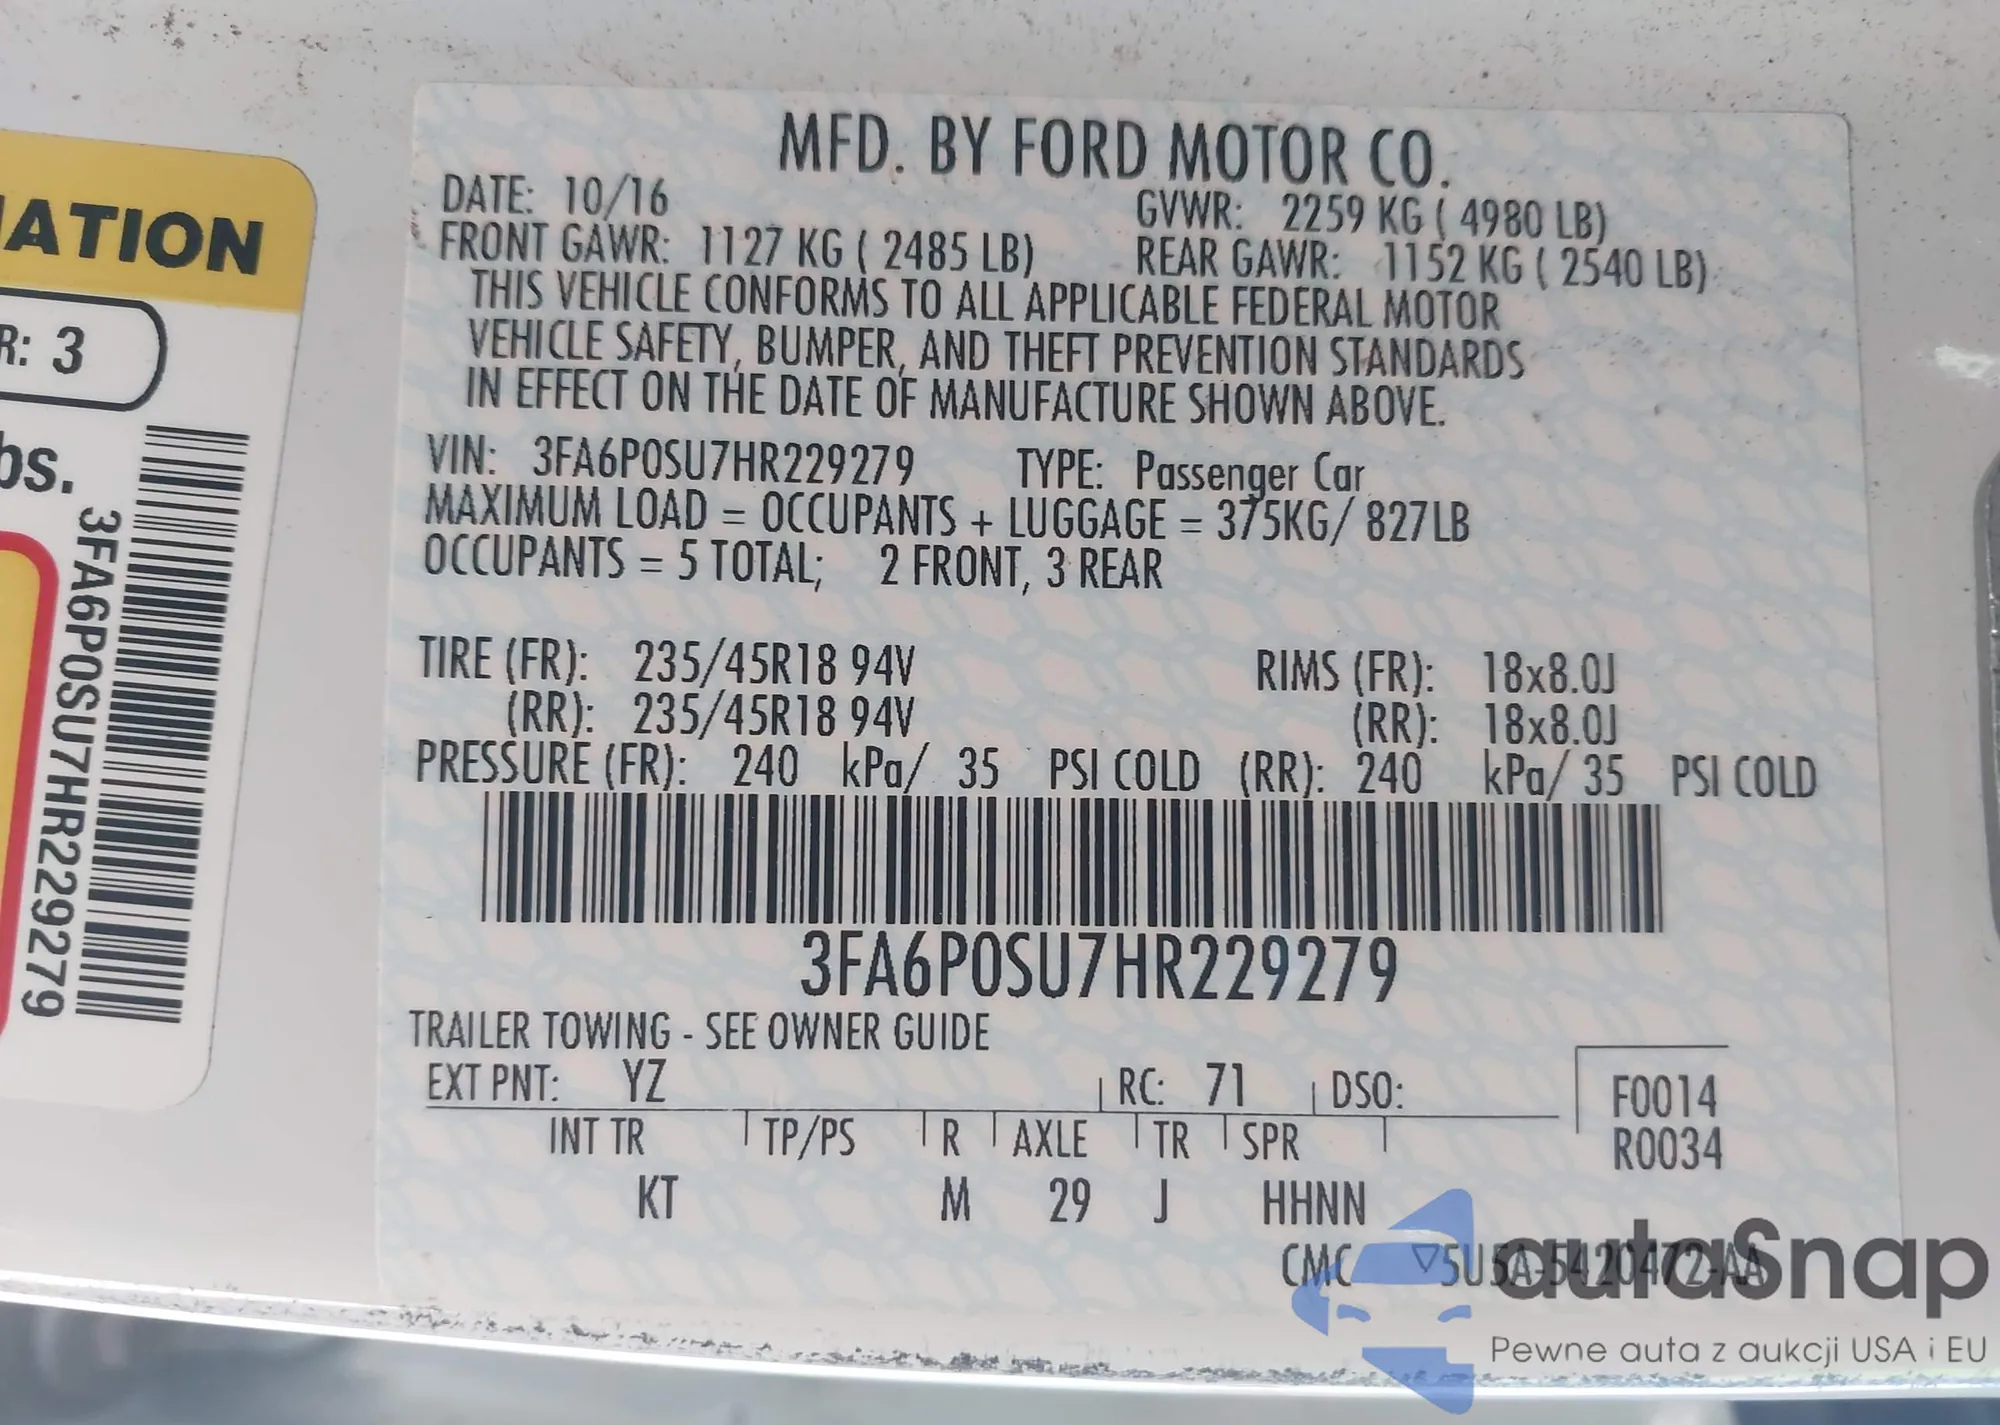 MFD. BY FORD MOTOR CO.
DATE: 10/16 GVWR: 2259 KG ( 4980 LB)
FRONT GAWR: 1127 KG ( 2485 LB) REAR GAWR: 1152 KG ( 2540 LB)
THIS VEHICLE CONFORMS TO ALL APPLICABLE FEDERAL MOTOR
VEHICLE SAFETY, BUMPER, AND THEFT PREVENTION STANDARDS
IN EFFECT ON THE DATE OF MANUFACTURE SHOWN ABOVE.
VIN: 3FA6P0SU7HR229279 TYPE: Passenger Car
MAXIMUM LOAD = OCCUPANTS + LUGGAGE = 375KG/ 827LB
OCCUPANTS = 5 TOTAL; 2 FRONT, 3 REAR
TIRE (FR): 235/45R18 94V RIMS (FR): 18x8.0J
(RR): 235/45R18 94V (RR): 18x8.0J
PRESSURE (FR): 240 kPa/ 35 PSI COLD (RR): 240 kPa/ 35 PSI COLD
3FA6P0SU7HR229279
TRAILER TOWING - SEE OWNER GUIDE
EXT PNT: YZ RC: 71 DSO:
INT TR TP/PS R AXLE TR SPR
KT M 29 J HHNN
F0014
R0034
CMC ▽5U5A-5420472-AA
R: 3
3FA6P0SU7HR229279
autaSnap
Pewne auta z aukcji USA i EU